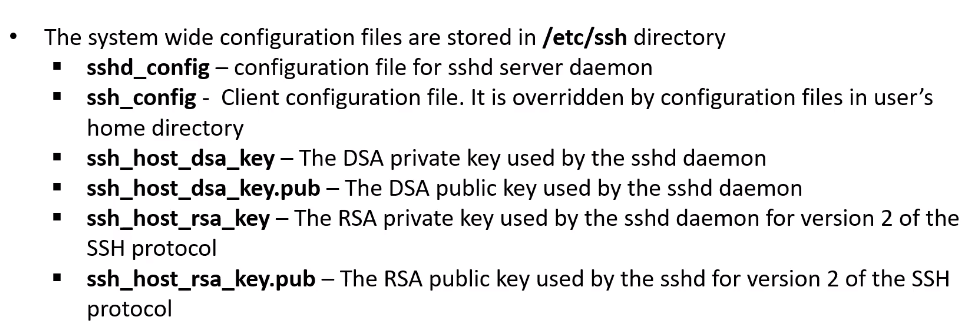 • The system wide configuration files are stored in /etc/ssh directory
▪ sshd_config – configuration file for sshd server daemon
▪ ssh_config - Client configuration file. It is overridden by configuration files in user's
home directory
▪ ssh_host_dsa_key – The DSA private key used by the sshd daemon
▪ ssh_host_dsa_key.pub – The DSA public key used by the sshd daemon
▪ ssh_host_rsa_key – The RSA private key used by the sshd daemon for version 2 of the
SSH protocol
▪ ssh_host_rsa_key.pub – The RSA public key used by the sshd for version 2 of the SSH
protocol